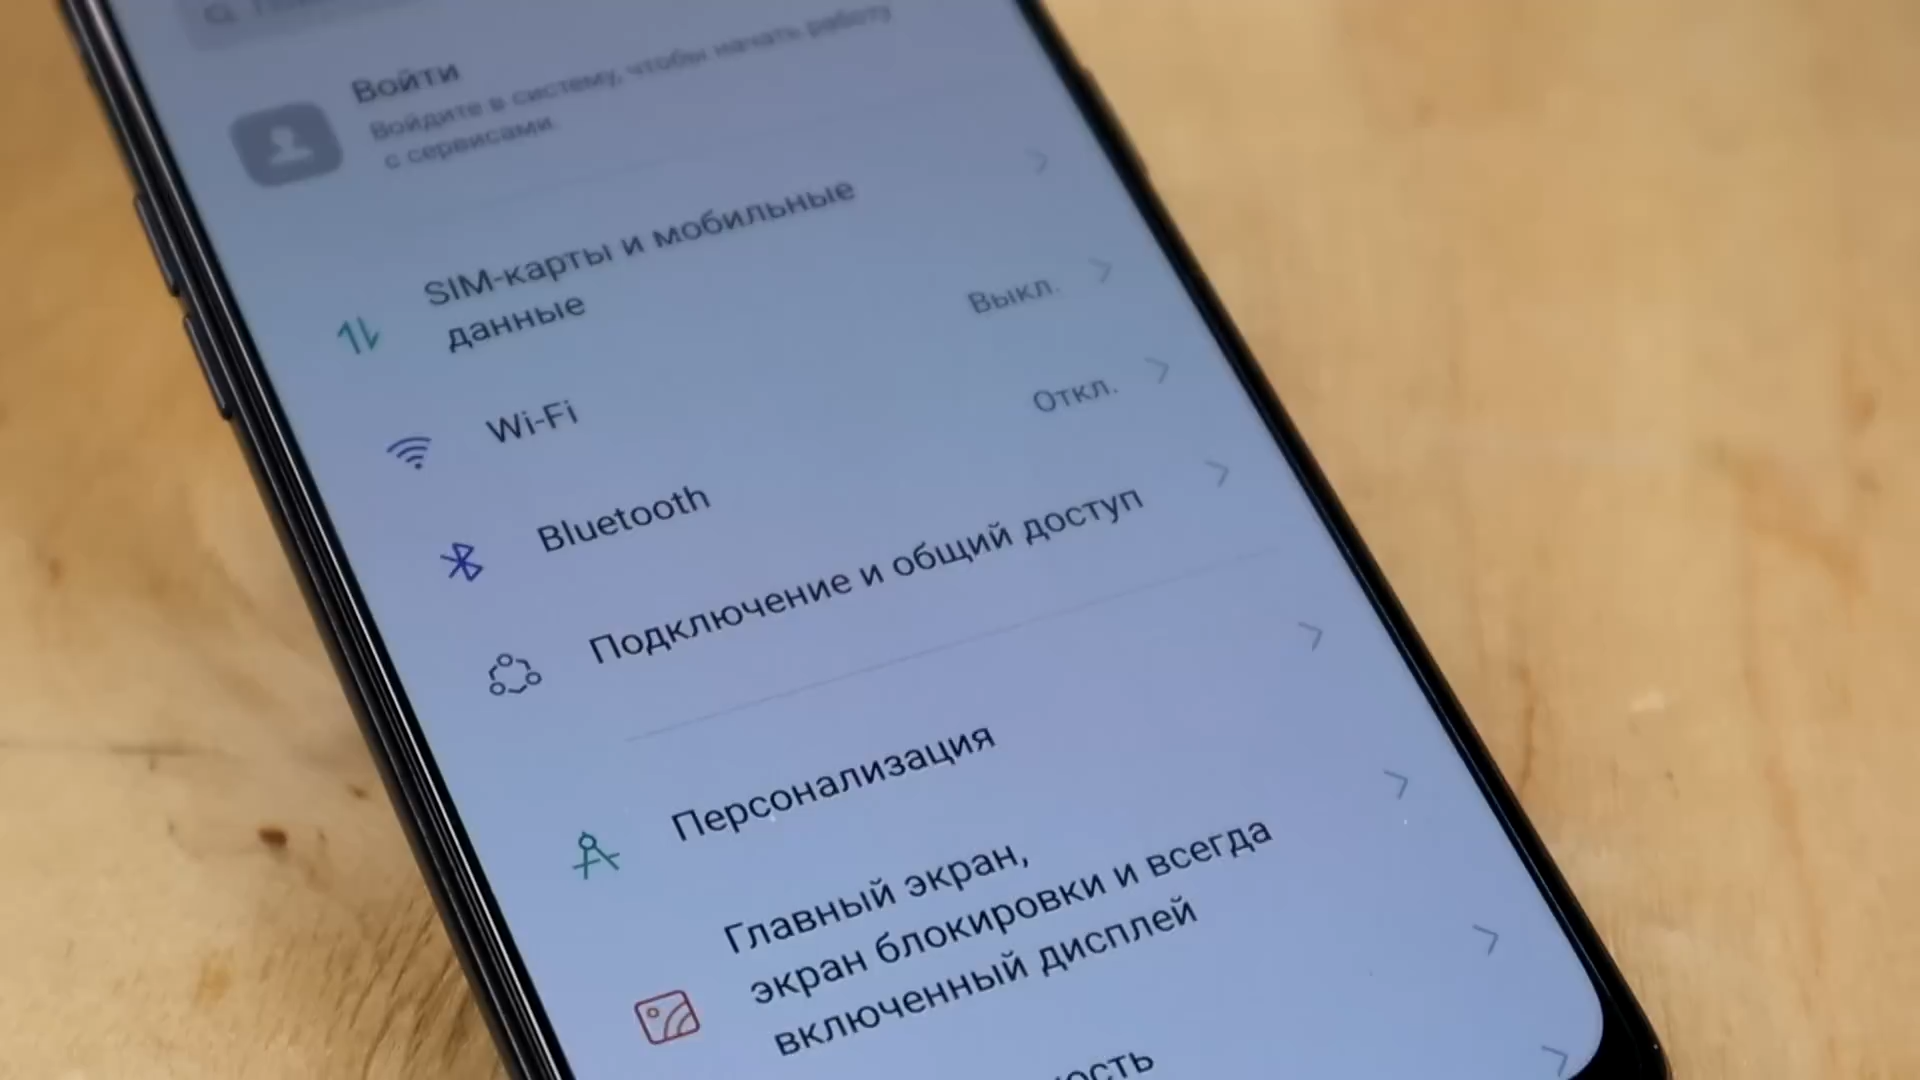 Войти
Войдите в систему, чтобы начать работу
с сервисами.
SIM-карты и мобильные
данные
Wi-Fi
Выкл.
Bluetooth
Откл.
Подключение и общий доступ
Персонализация
Главный экран,
экран блокировки и всегда
включенный дисплей